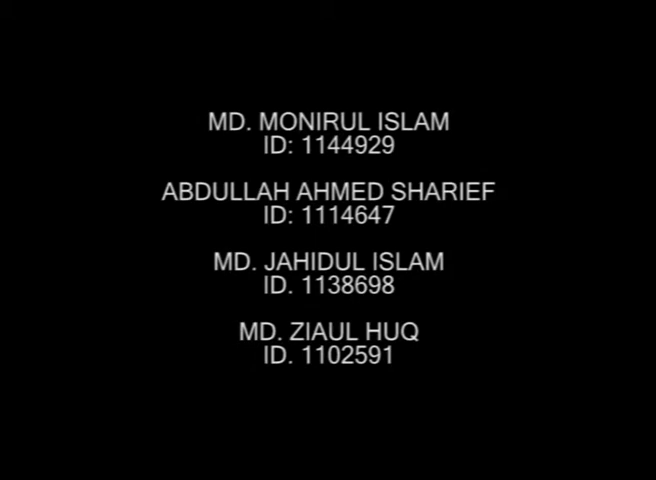 MD. MONIRUL ISLAM
ID: 1144929
ABDULLAH AHMED SHARIEF
ID: 1114647
MD. JAHIDUL ISLAM
ID. 1138698
MD. ZIAUL HUQ
ID. 1102591